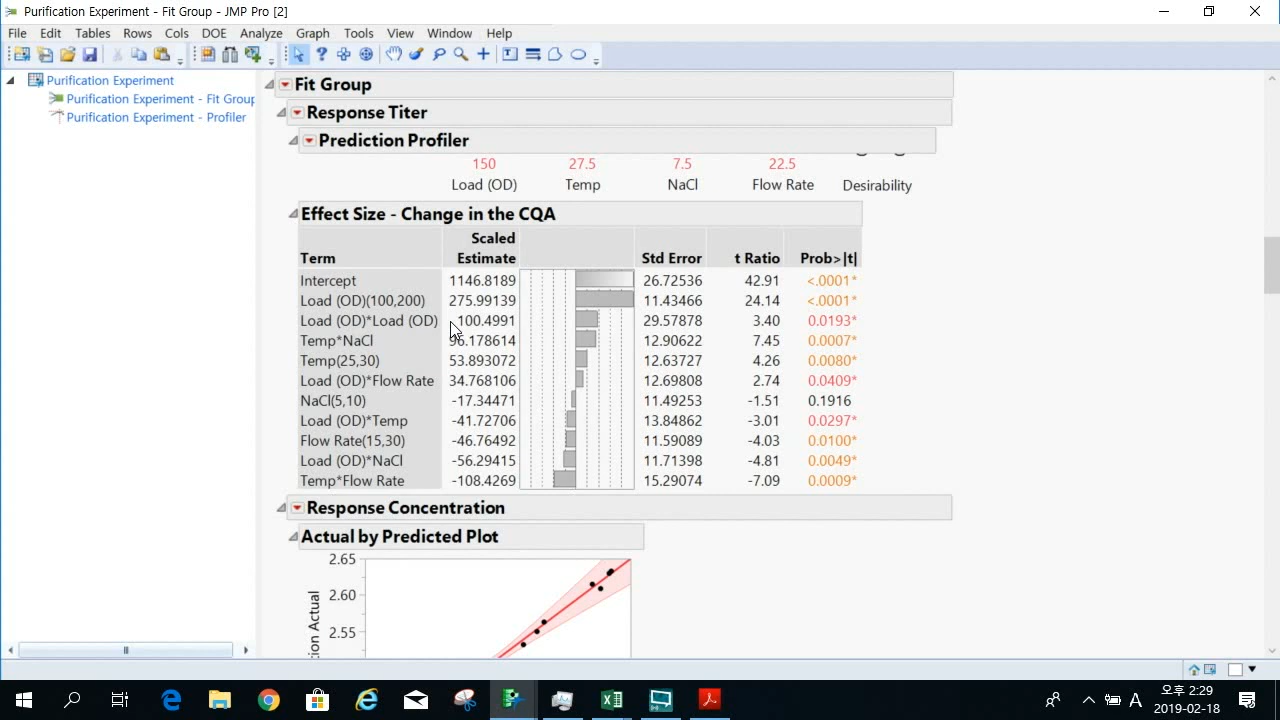 Purification Experiment - Fit Group - JMP Pro [2]
File Edit Tables Rows Cols DOE Analyze Graph Tools View Window Help
Purification Experiment
Purification Experiment - Fit Group
Purification Experiment - Profiler
Fit Group
Response Titer
Prediction Profiler
150 27.5 7.5 22.5
Load (OD) Temp NaCl Flow Rate Desirability
Effect Size - Change in the CQA
Term Scaled Estimate Std Error t Ratio Prob>|t|
Intercept 1146.8189 26.72536 42.91 <.0001*
Load (OD)(100,200) 275.99139 11.43466 24.14 <.0001*
Load (OD)*Load (OD) 100.4991 29.57878 3.40 0.0193*
Temp*NaCl 96.178614 12.90622 7.45 0.0007*
Temp(25,30) 53.893072 12.63727 4.26 0.0080*
Load (OD)*Flow Rate 34.768106 12.69808 2.74 0.0409*
NaCl(5,10) -17.34471 11.49253 -1.51 0.1916
Load (OD)*Temp -41.72706 13.84862 -3.01 0.0297*
Flow Rate(15,30) -46.76492 11.59089 -4.03 0.0100*
Load (OD)*NaCl -56.29415 11.71398 -4.81 0.0049*
Temp*Flow Rate -108.4269 15.29074 -7.09 0.0009*
Response Concentration
Actual by Predicted Plot
2.65
2.60
2.55
ion Actual
A
오후 2:29
2019-02-18